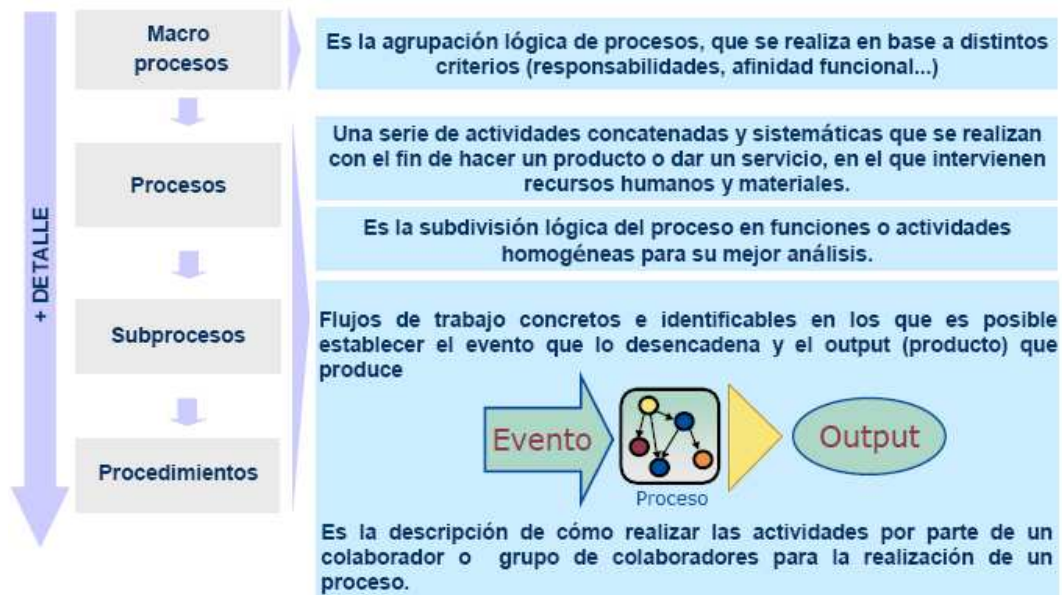 Macro
procesos
Es la agrupación lógica de procesos, que se realiza en base a distintos
criterios (responsabilidades, afinidad funcional...)
Procesos
Una serie de actividades concatenadas y sistemáticas que se realizan
con el fin de hacer un producto o dar un servicio, en el que intervienen
recursos humanos y materiales.
Es la subdivisión lógica del proceso en funciones o actividades
homogéneas para su mejor análisis.
+ DETALLE
Subprocesos
Flujos de trabajo concretos e identificables en los que es posible
establecer el evento que lo desencadena y el output (producto) que
produce
Evento
Proceso
Output
Procedimientos
Es la descripción de cómo realizar las actividades por parte de un
colaborador o grupo de colaboradores para la realización de un
proceso.